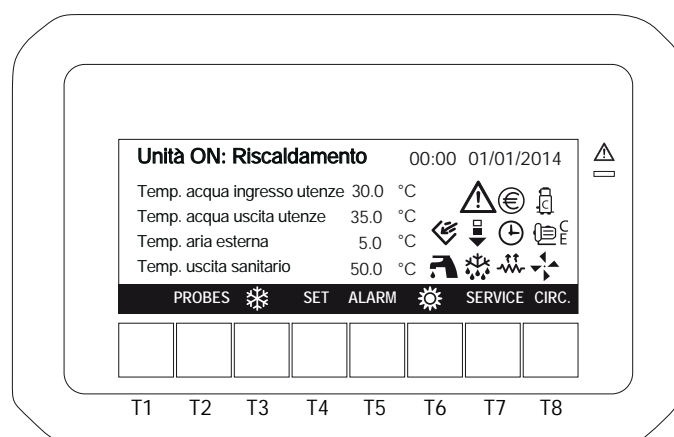 Unità ON: Riscaldamento 00:00 01/01/2014
Temp. acqua ingresso utenze 30.0 °C
Temp. acqua uscita utenze 35.0 °C
Temp. aria esterna 5.0 °C
Temp. uscita sanitario 50.0 °C
€
C
C
E
PROBES SET ALARM SERVICE CIRC.
T1 T2 T3 T4 T5 T6 T7 T8